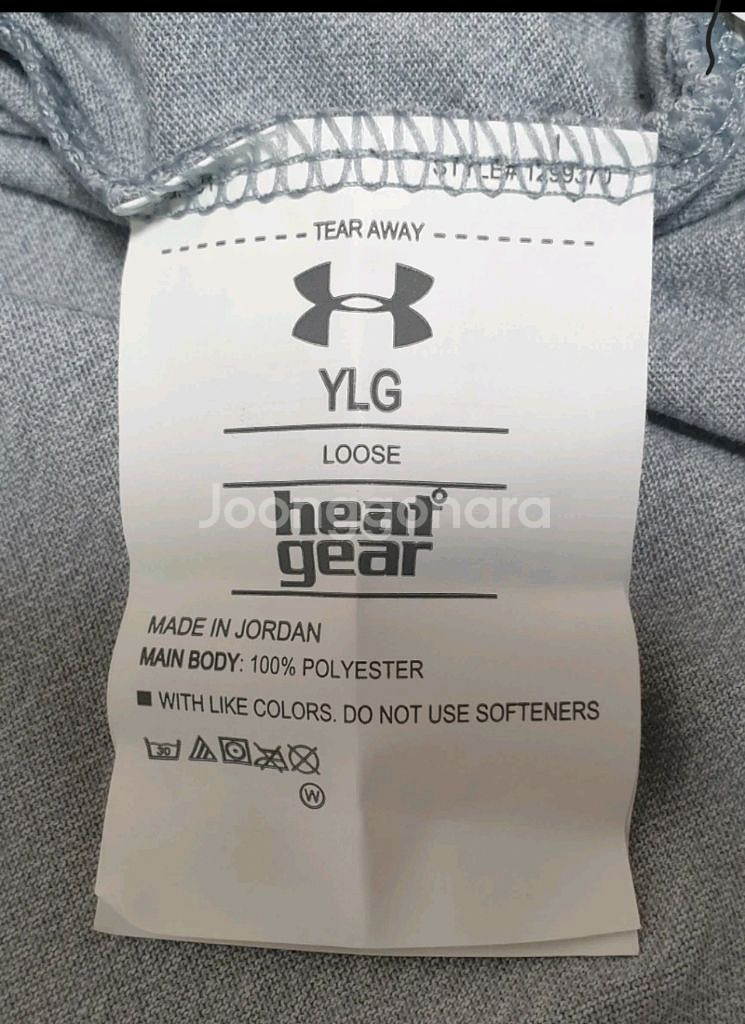 STYLE# 1299370
TEAR AWAY
YLG
LOOSE
Joonggonara
heat
gear
MADE IN JORDAN
MAIN BODY: 100% POLYESTER
■ WITH LIKE COLORS. DO NOT USE SOFTENERS
30
W